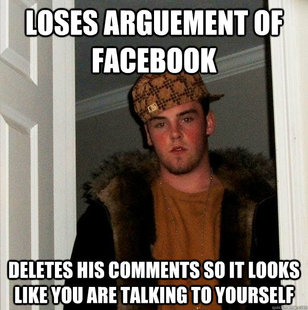 LOSES ARGUEMENT OF
FACEBOOK
DELETES HIS COMMENTS SO IT LOOKS
LIKE YOU ARE TALKING TO YOURSELF